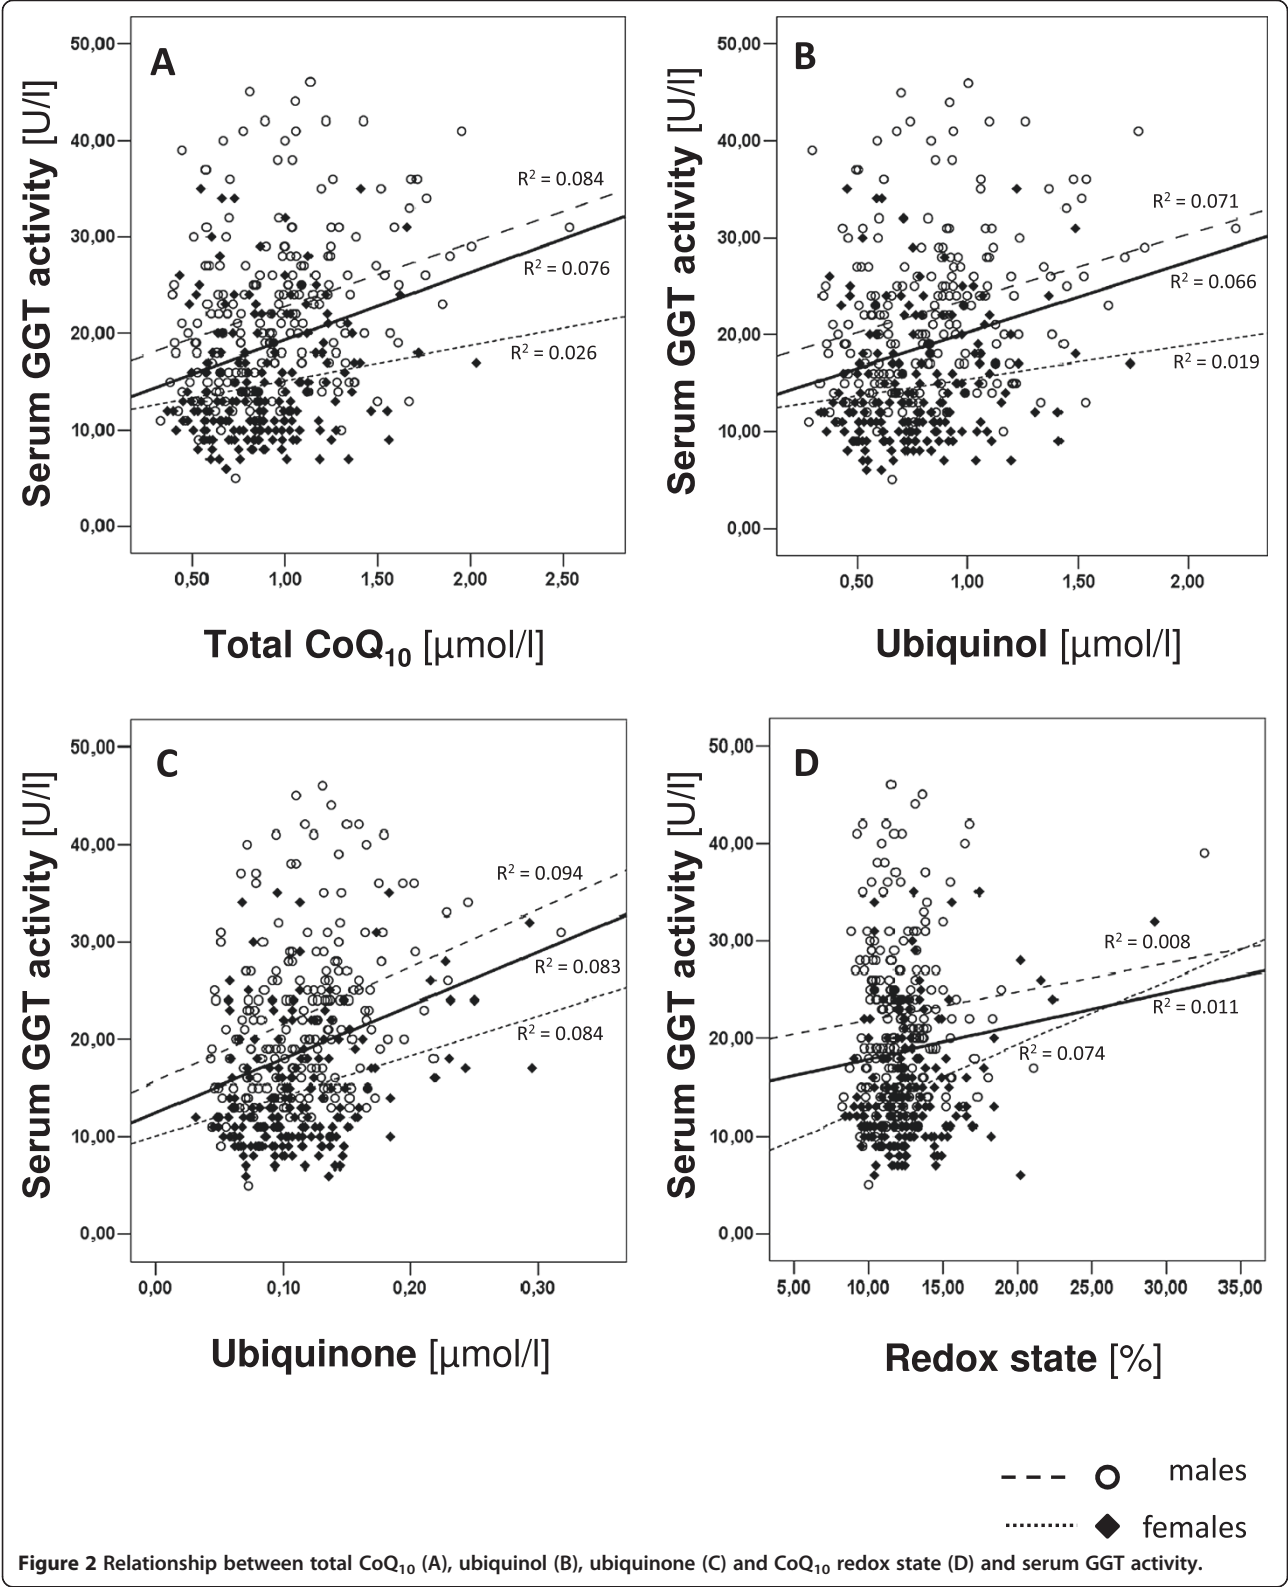 A
Serum GGT activity [U/l]
50,00
40,00
30,00
20,00
10,00
0,00
R² = 0.084
R² = 0.076
R² = 0.026
0,50 1,00 1,50 2,00 2,50
Total CoQ₁₀ [µmol/l]
B
Serum GGT activity [U/l]
50,00
40,00
30,00
20,00
10,00
0,00
R² = 0.071
R² = 0.066
R² = 0.019
0,50 1,00 1,50 2,00
Ubiquinol [µmol/l]
C
Serum GGT activity [U/l]
50,00
40,00
30,00
20,00
10,00
0,00
R² = 0.094
R² = 0.083
R² = 0.084
0,00 0,10 0,20 0,30
Ubiquinone [µmol/l]
D
Serum GGT activity [U/l]
50,00
40,00
30,00
20,00
10,00
0,00
R² = 0.008
R² = 0.011
R² = 0.074
5,00 10,00 15,00 20,00 25,00 30,00 35,00
Redox state [%]
males
females
Figure 2 Relationship between total CoQ₁₀ (A), ubiquinol (B), ubiquinone (C) and CoQ₁₀ redox state (D) and serum GGT activity.